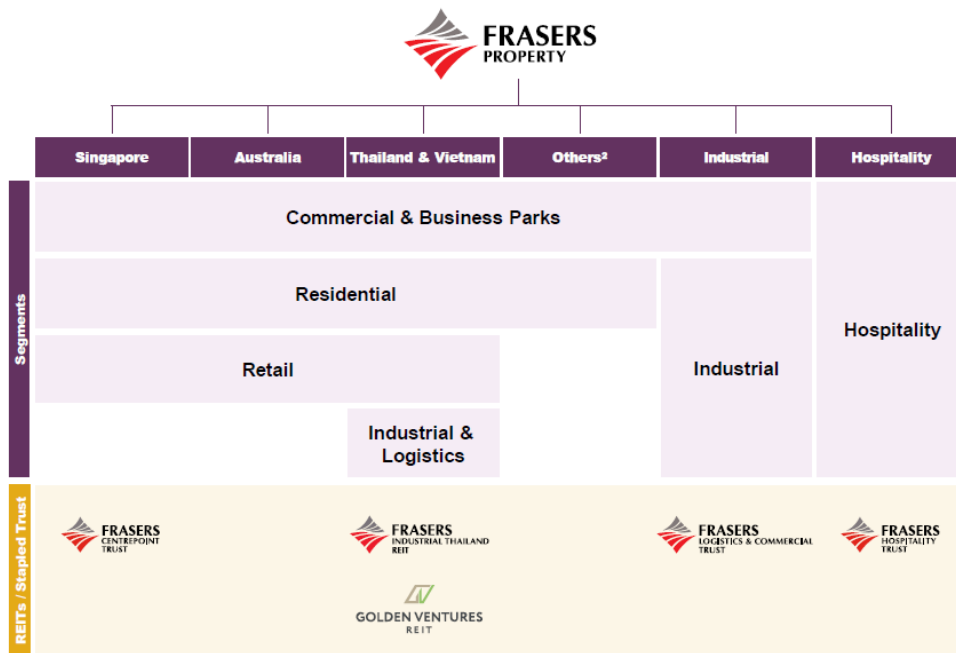 FRASERS
PROPERTY
Singapore
Australia
Thailand & Vietnam
Others²
Industrial
Hospitality
Segments
Commercial & Business Parks
Residential
Retail
Industrial &
Logistics
Industrial
Hospitality
REITs / Stapled Trust
FRASERS
CENTREPOINT
TRUST
FRASERS
INDUSTRIAL THAILAND
REIT
GOLDEN VENTURES
REIT
FRASERS
LOGISTICS & COMMERCIAL
TRUST
FRASERS
HOSPITALITY
TRUST